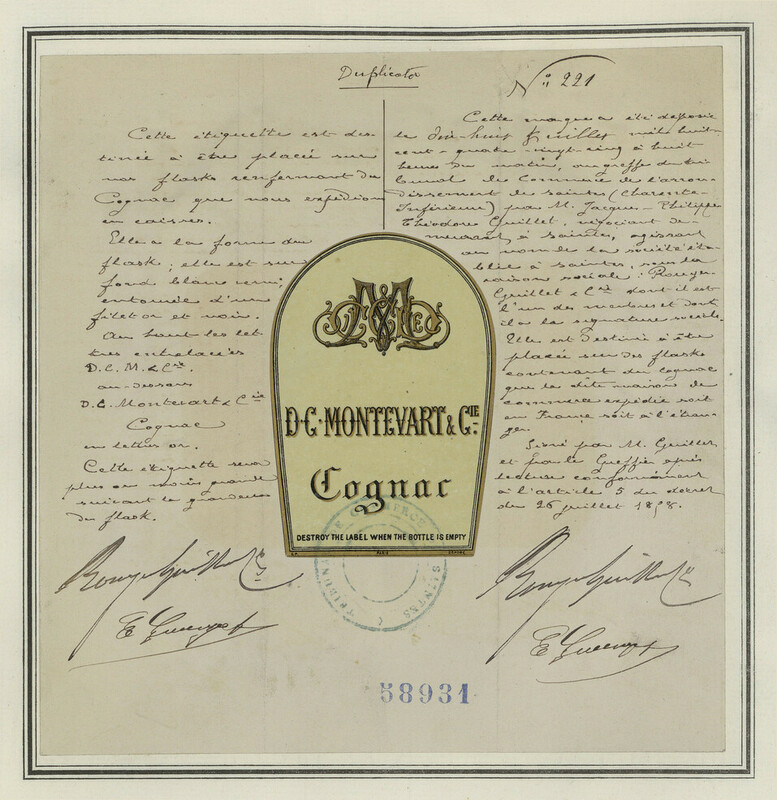 Duplicata
Nº 221
Cette étiquette est des-
tinée à être placée sur
nos flasks renfermant du
Cognac que nous expédions
en caisses.
Elle a la forme du
flask ; elle est sur
fond blanc verni,
entourée d'un
filet or et noir.
Au haut les let-
tres entrelacées
D. C. M. & Cie
au-dessous
D. C. Montevart & Cie
Cognac
en lettres or.
Cette étiquette sera
plus ou moins grande
suivant la grandeur
du flask.
Cette marque a été déposée
le dix-huit Juillet mil huit
cent-quatre-vingt-cinq à huit
heures du matin, au greffe du tri-
bunal de Commerce de l'arron-
dissement de Saintes (Charente-
Inférieure) par M. Jacques-Philippe
Théodore Guillet, négociant de-
meurant à Saintes, agissant
au nom de la société éta-
blie à Saintes, sous la
raison sociale : Rouyer-
Guillet & Cie dont il est
l'un des membres et dont
il a la signature sociale.
Elle est destinée à être
placée sur des flasks
contenant du cognac
que la dite maison de
commerce expédie soit
en France soit à l'étran-
ger.
Signé par M. Guillet
et par le Greffier après
lecture conformément
à l'article 5 du décret
du 26 juillet 1858.
D.C. MONTEVART & CIE
Cognac
DESTROY THE LABEL WHEN THE BOTTLE IS EMPTY
TRIBUNAL DE COMMERCE
SAINTES
Rouyer Guillet Cie
Rouyer Guillet Cie
58931